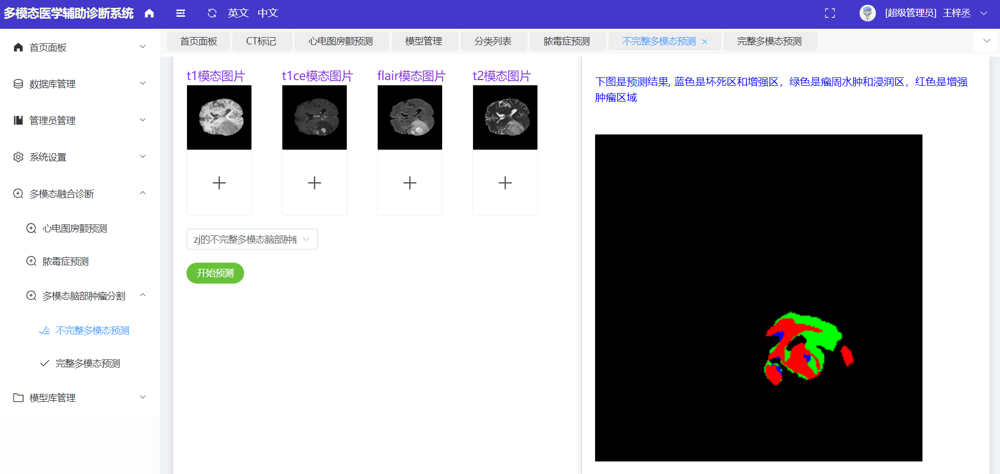 多模态医学辅助诊断系统
英文 中文
[超级管理员] 王梓丞
首页面板
数据库管理
管理员管理
系统设置
多模态融合诊断
心电图房颤预测
脓毒症预测
多模态脑部肿瘤分割
不完整多模态预测
完整多模态预测
模型库管理
首页面板 CT标记 心电图房颤预测 模型管理 分类列表 脓毒症预测 不完整多模态预测 完整多模态预测
t1模态图片 t1ce模态图片 flair模态图片 t2模态图片
zj的不完整多模态脑部肿
开始预测
下图是预测结果, 蓝色是坏死区和增强区，绿色是瘤周水肿和浸润区，红色是增强
肿瘤区域